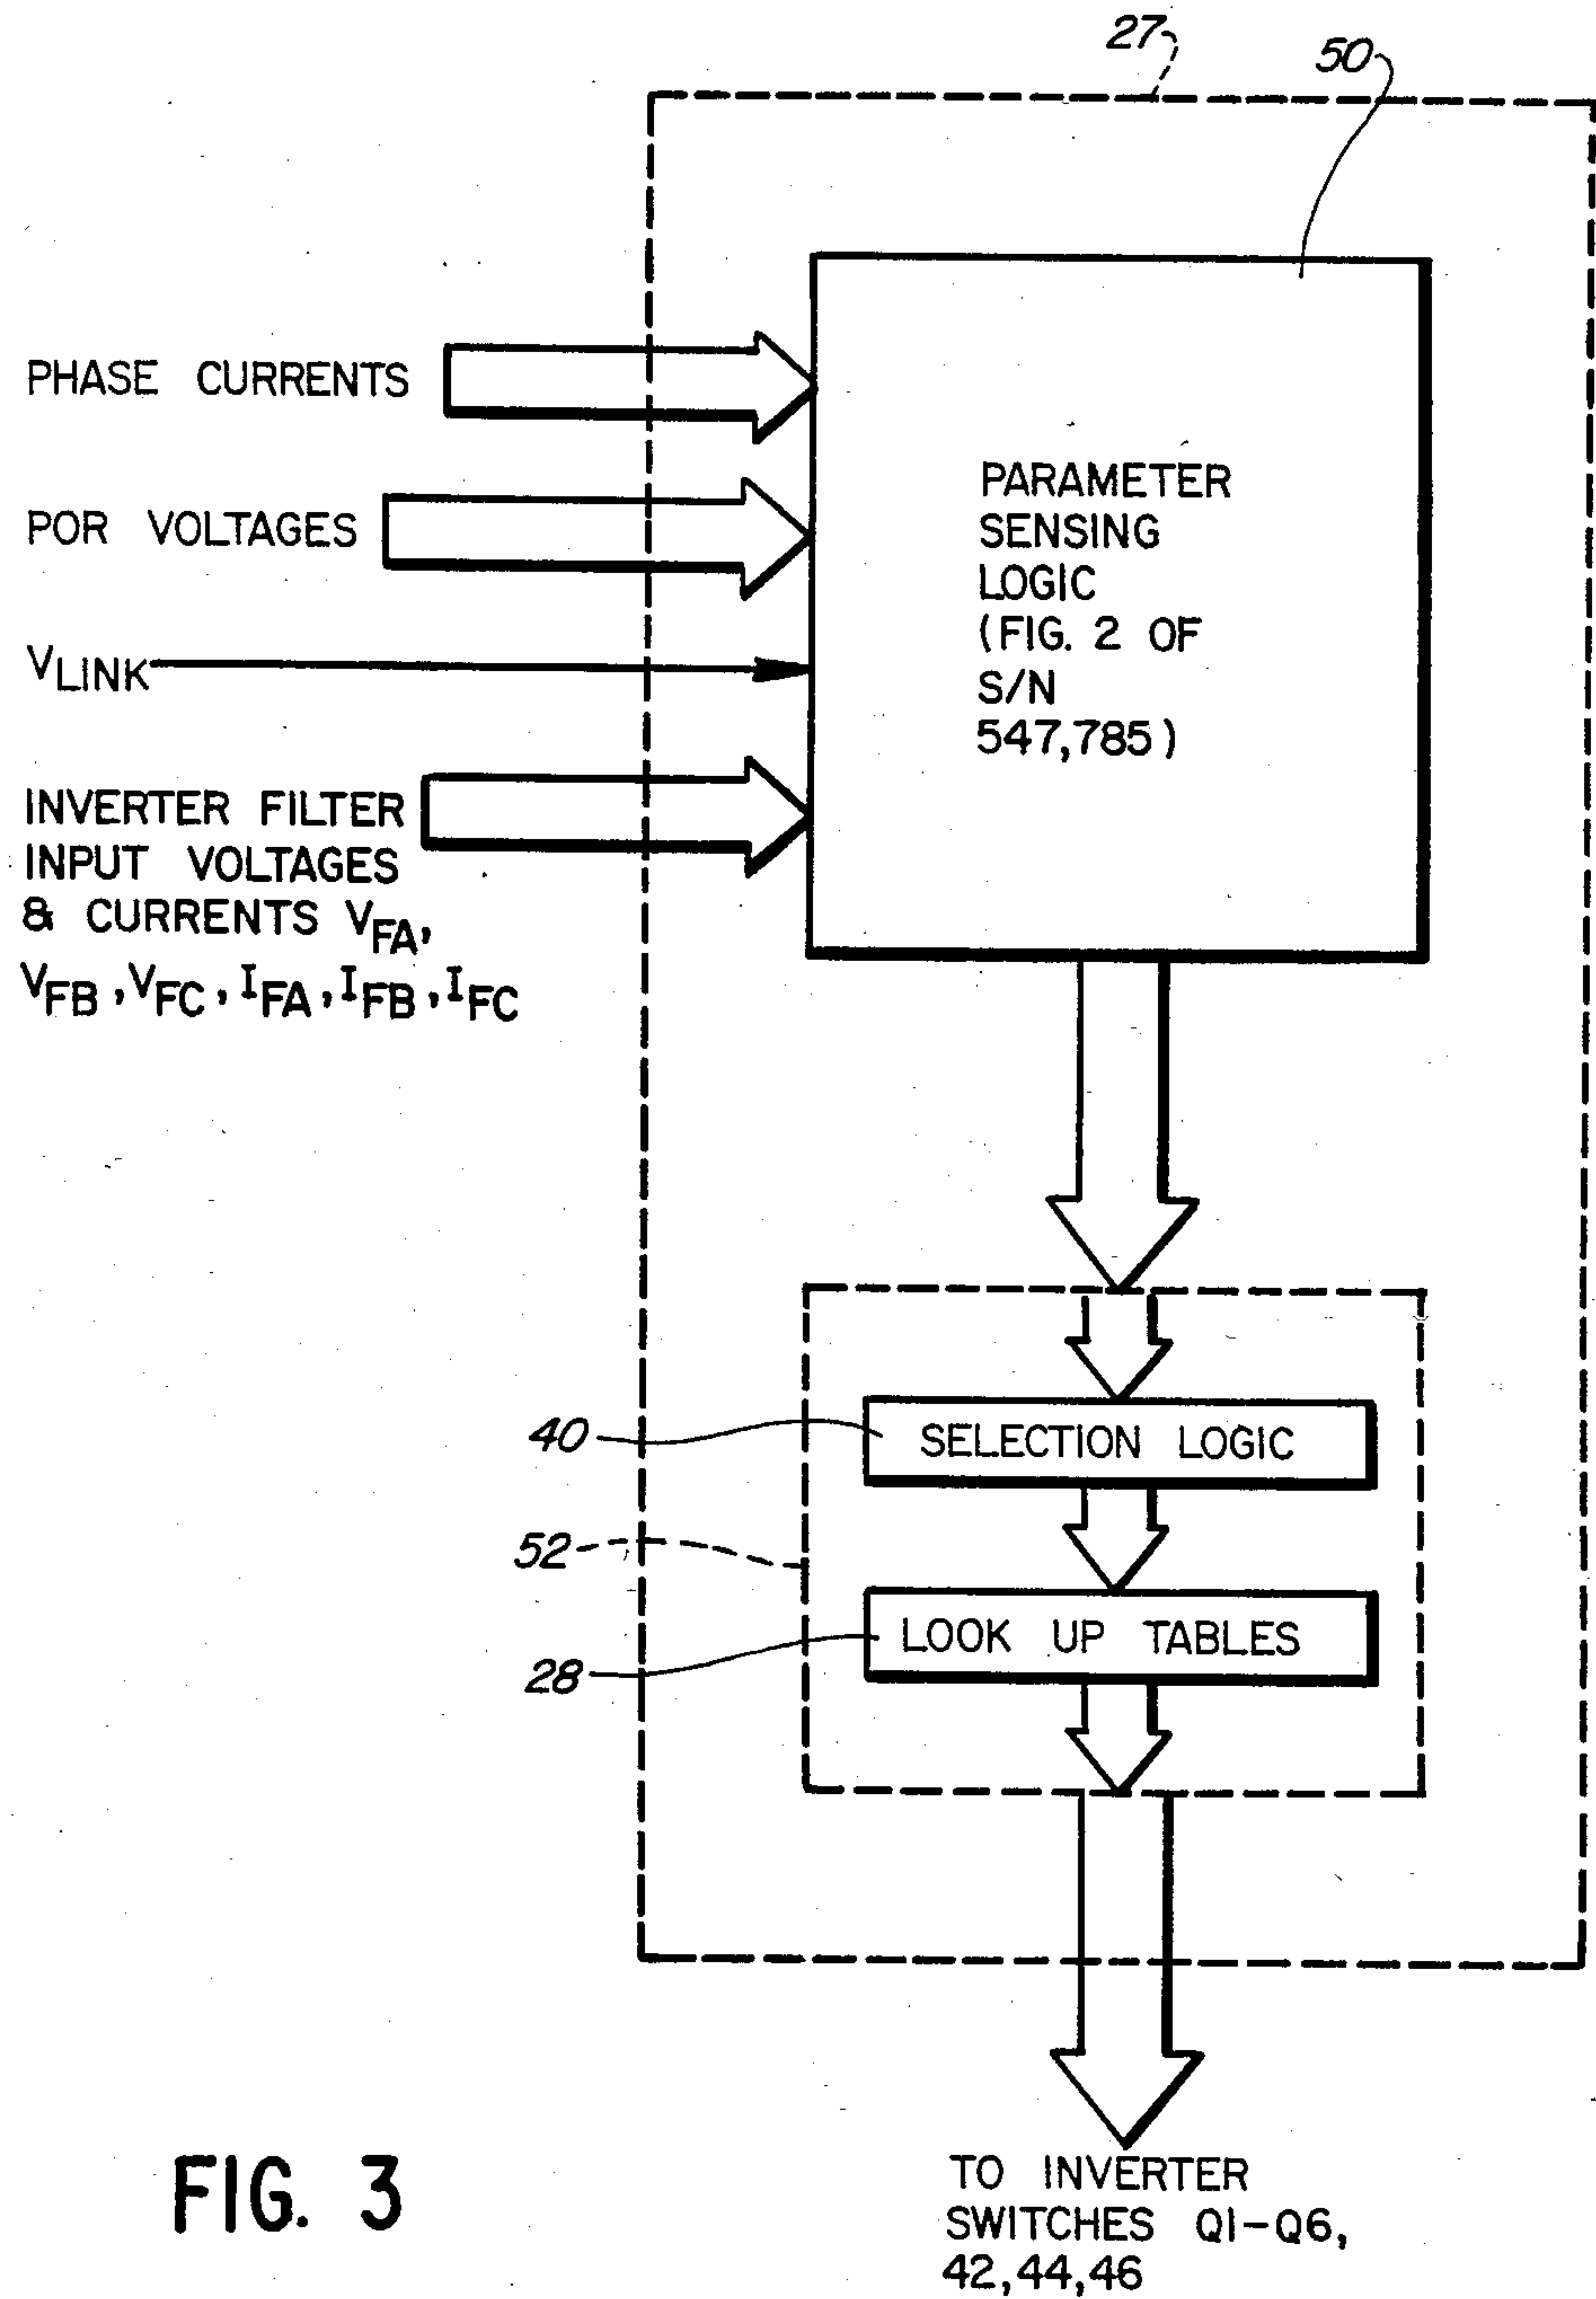 27
50
PHASE CURRENTS
POR VOLTAGES
VLINK
INVERTER FILTER
INPUT VOLTAGES
& CURRENTS VFA,
VFB, VFC, IFA, IFB, IFC
PARAMETER
SENSING
LOGIC
(FIG. 2 OF
S/N
547,785)
40
SELECTION LOGIC
52
LOOK UP TABLES
28
FIG. 3
TO INVERTER
SWITCHES Q1-Q6,
42,44,46